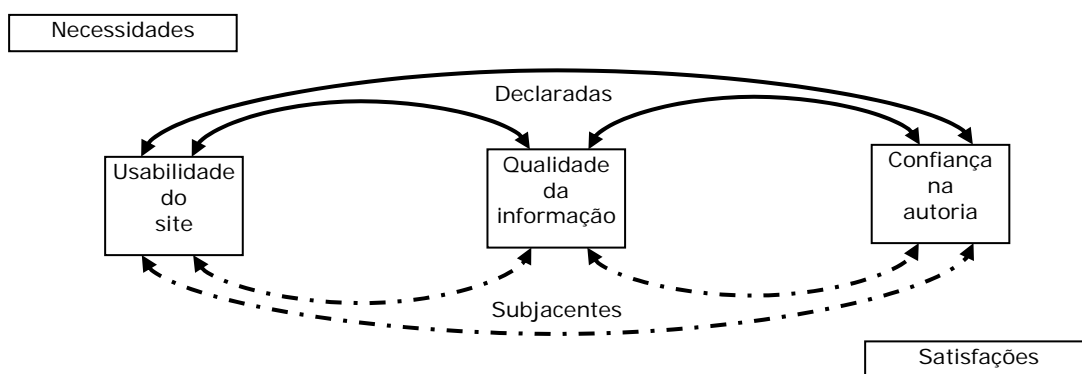 Necessidades
Declaradas
Usabilidade
do
site
Qualidade
da
informação
Confiança
na
autoria
Subjacentes
Satisfações